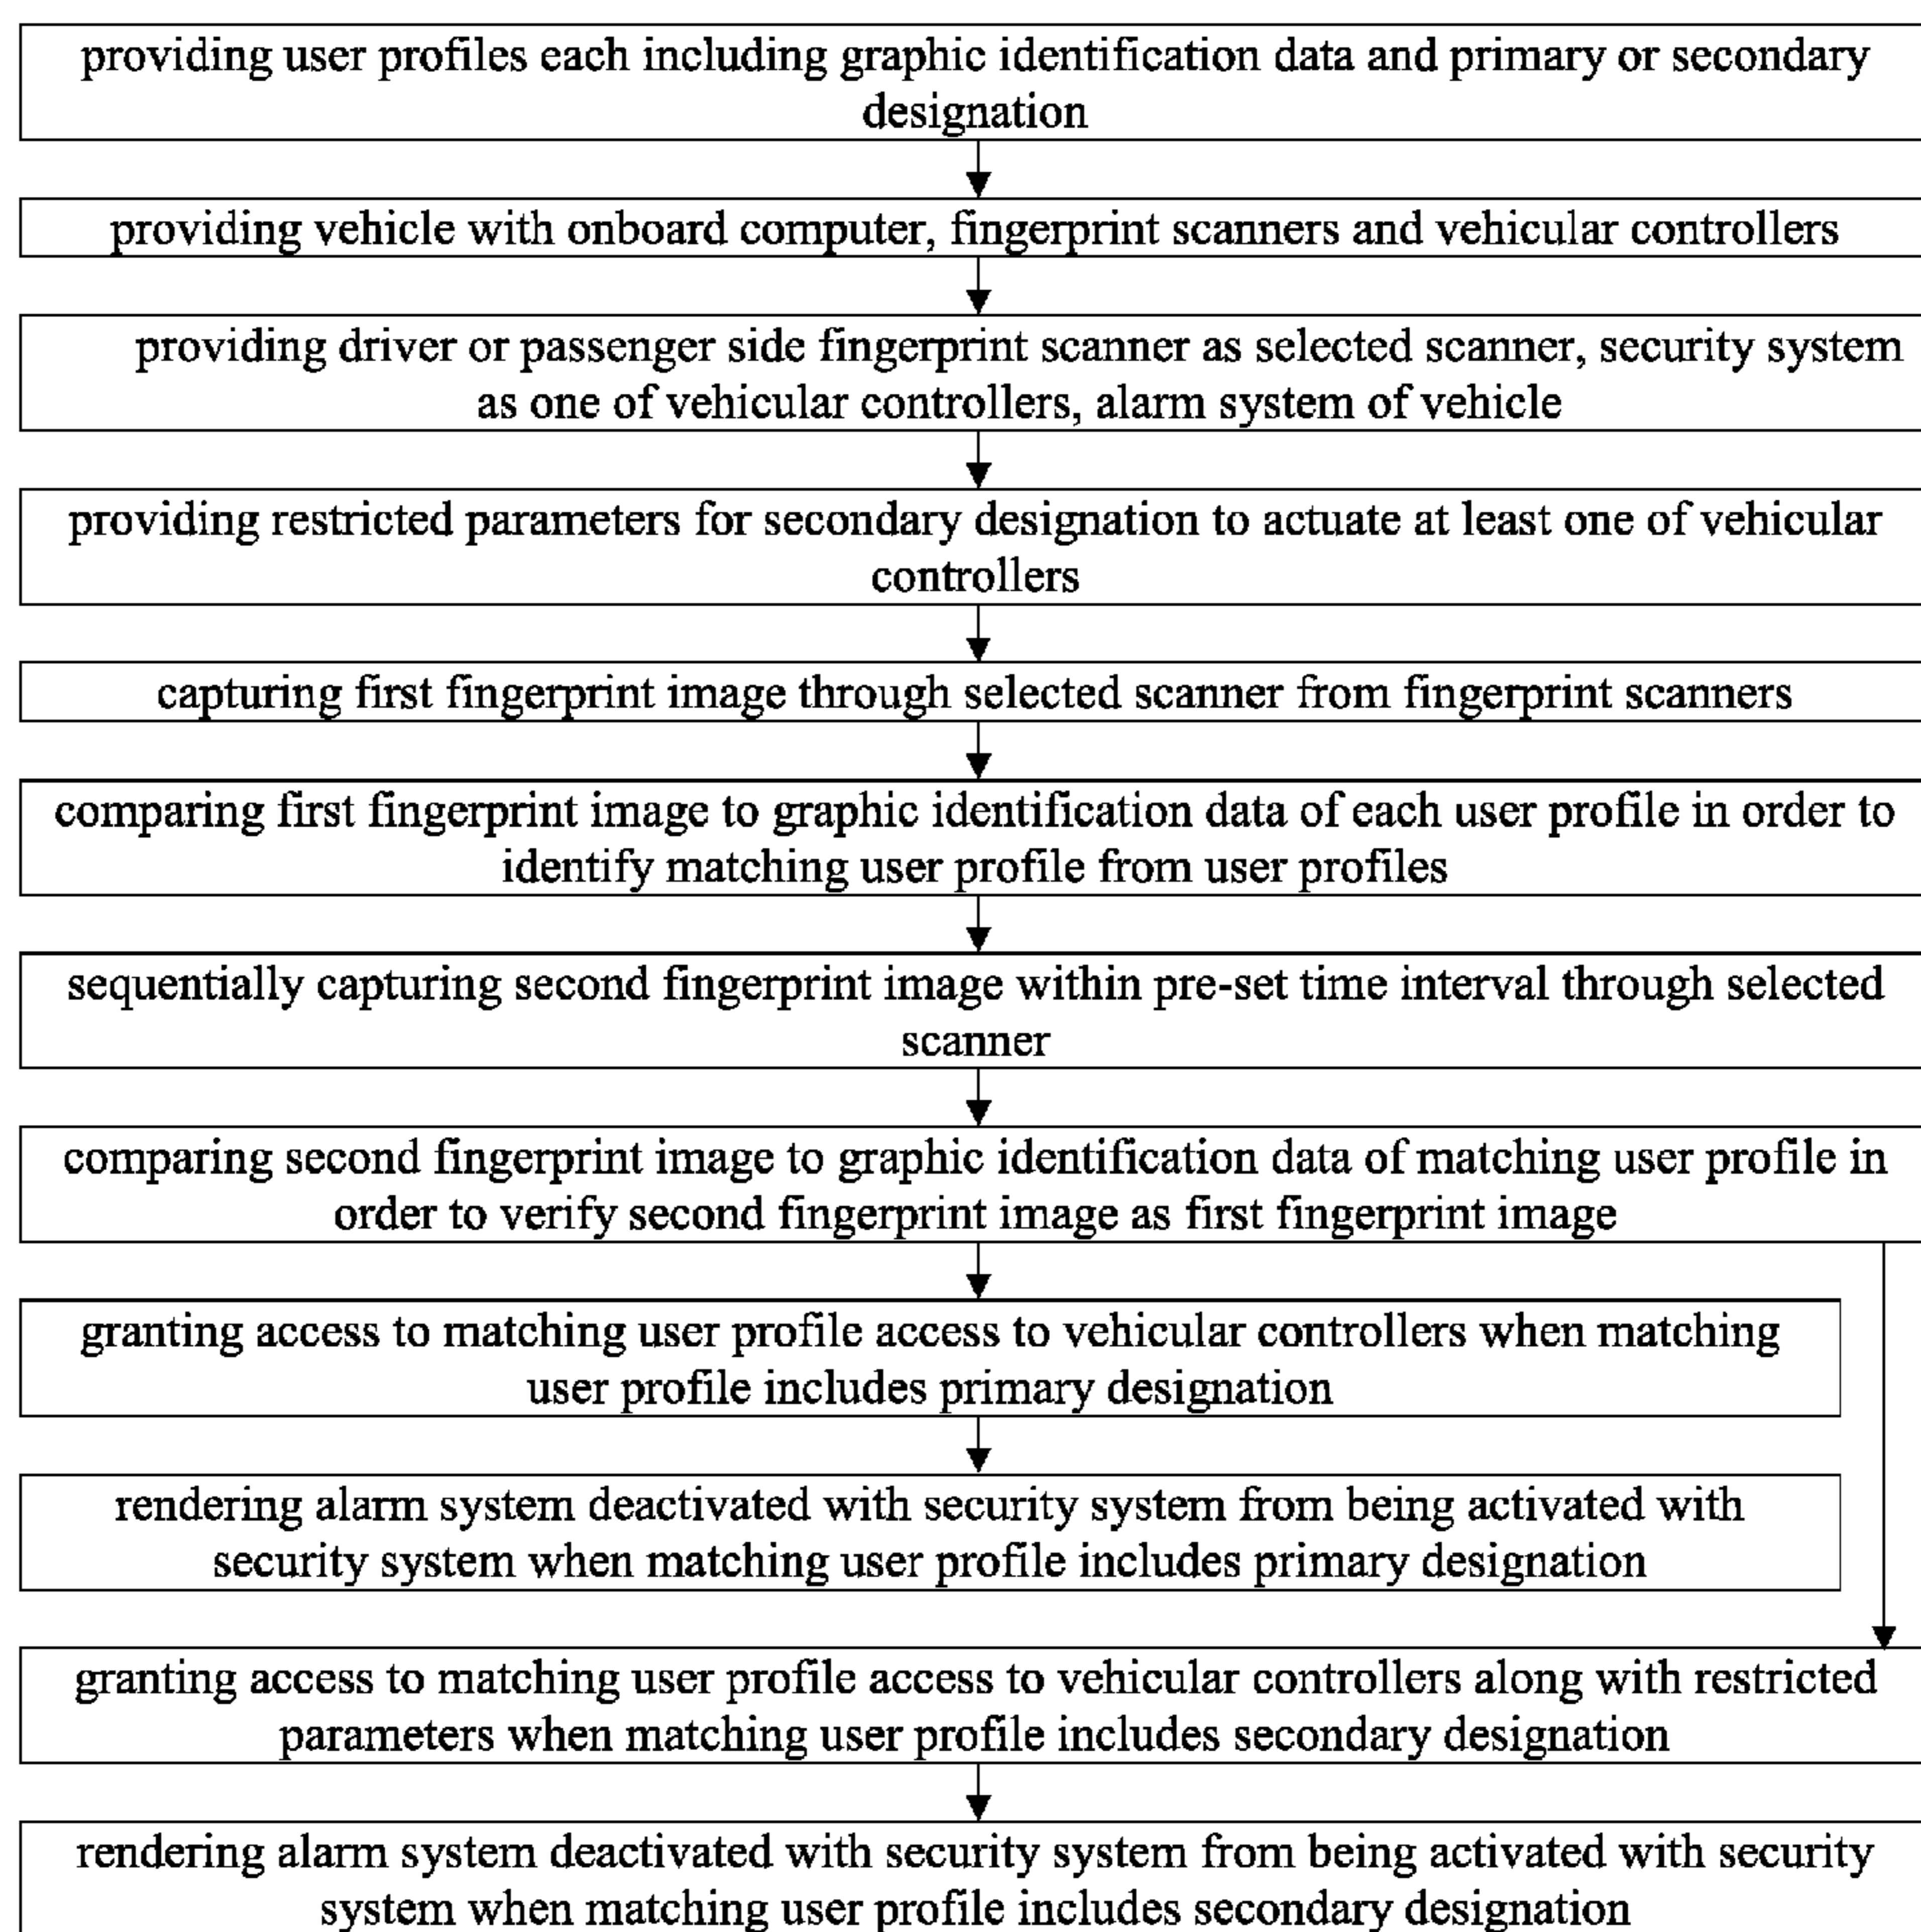 providing user profiles each including graphic identification data and primary or secondary
designation
providing vehicle with onboard computer, fingerprint scanners and vehicular controllers
providing driver or passenger side fingerprint scanner as selected scanner, security system
as one of vehicular controllers, alarm system of vehicle
providing restricted parameters for secondary designation to actuate at least one of vehicular
controllers
capturing first fingerprint image through selected scanner from fingerprint scanners
comparing first fingerprint image to graphic identification data of each user profile in order to
identify matching user profile from user profiles
sequentially capturing second fingerprint image within pre-set time interval through selected
scanner
comparing second fingerprint image to graphic identification data of matching user profile in
order to verify second fingerprint image as first fingerprint image
granting access to matching user profile access to vehicular controllers when matching
user profile includes primary designation
rendering alarm system deactivated with security system from being activated with
security system when matching user profile includes primary designation
granting access to matching user profile access to vehicular controllers along with restricted
parameters when matching user profile includes secondary designation
rendering alarm system deactivated with security system from being activated with security
system when matching user profile includes secondary designation